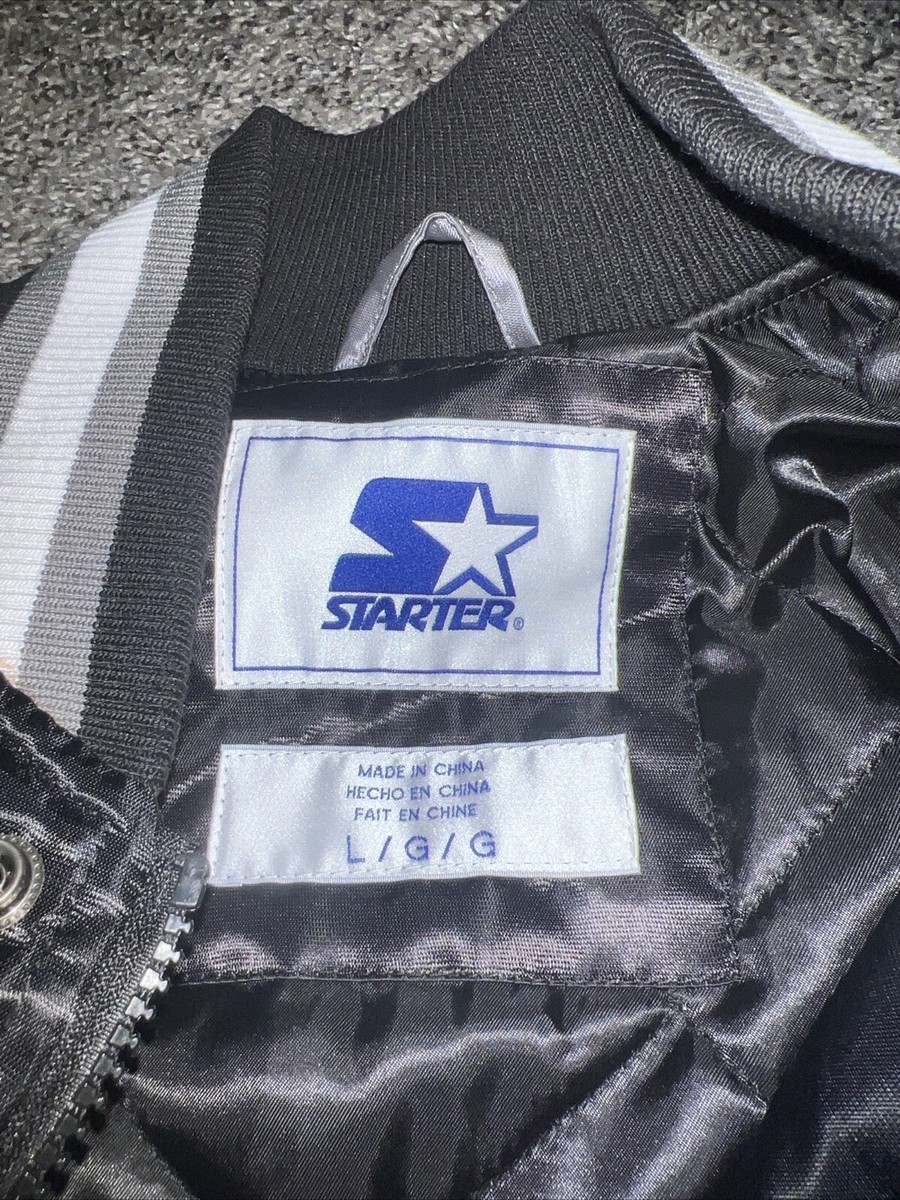 STARTER®
MADE IN CHINA
HECHO EN CHINA
FAIT EN CHINE
L / G / G